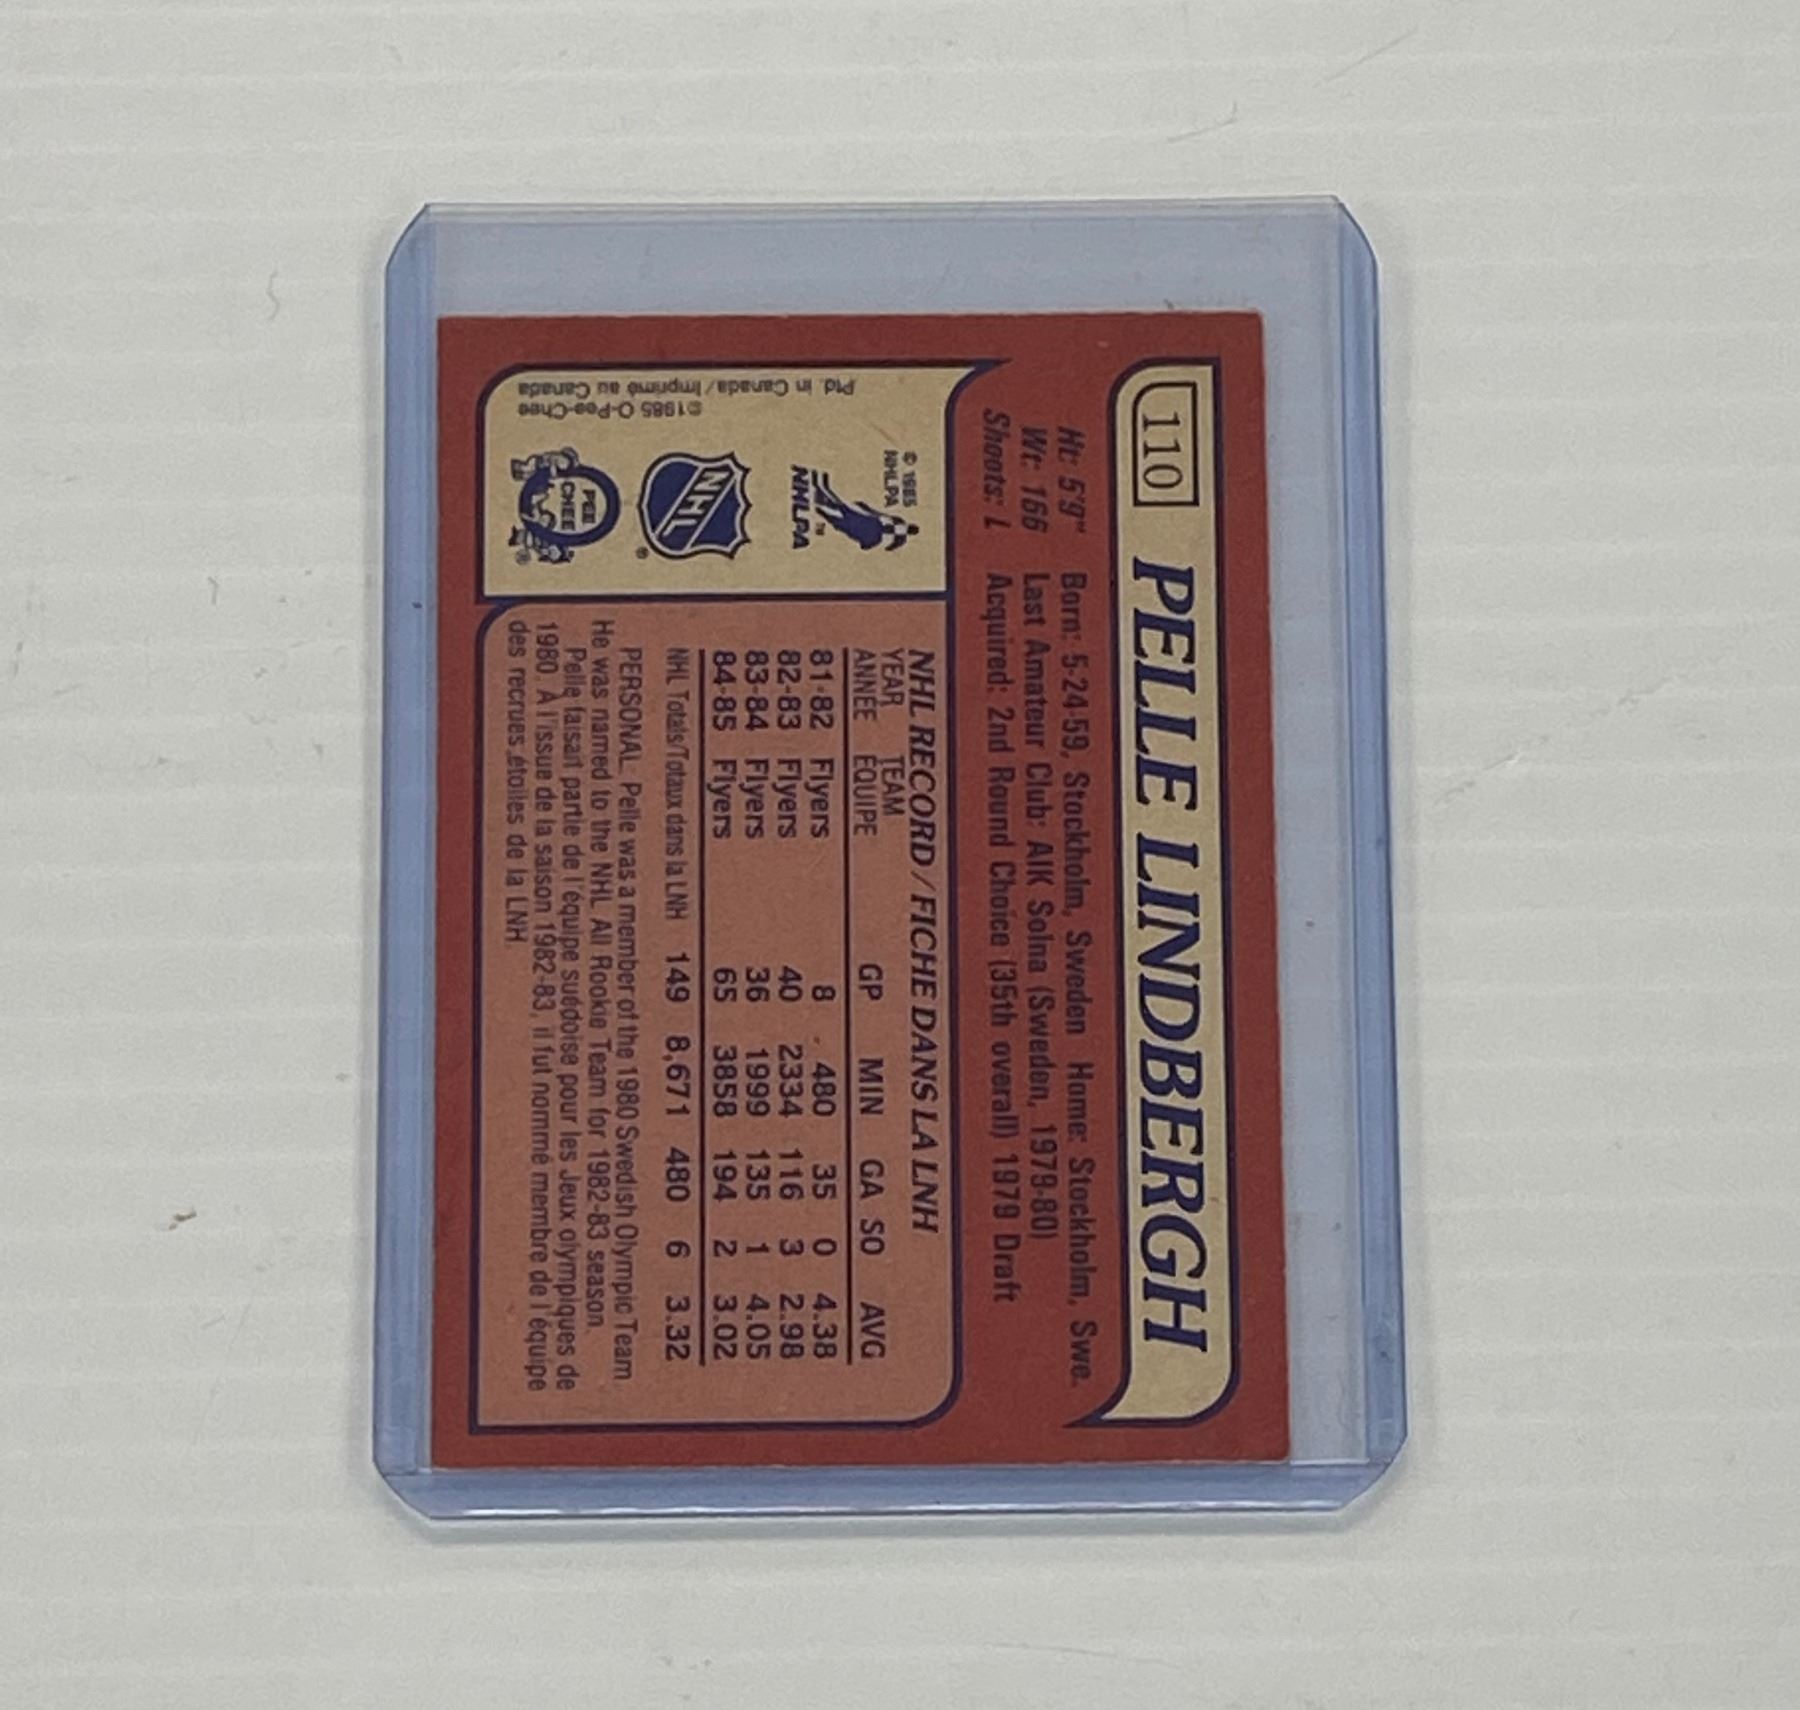 110 PELLE LINDBERGH
Ht: 5'9" Born: 5-24-59, Stockholm, Sweden Home: Stockholm, Swe.
Wt: 166 Last Amateur Club: AIK Solna (Sweden, 1979-80)
Shoots: L Acquired: 2nd Round Choice (35th overall) 1979 Draft
© 1985
NHLPA
NHLPA
TM
NHL
®
PEE
CHEE
®
©1985 O-Pee-Chee
Ptd. in Canada/Imprimé au Canada
NHL RECORD/FICHE DANS LA LNH
YEAR TEAM
ANNÉE ÉQUIPE GP MIN GA SO AVG
81-82 Flyers 8 480 35 0 4.38
82-83 Flyers 40 2334 116 3 2.98
83-84 Flyers 36 1999 135 1 4.05
84-85 Flyers 65 3858 194 2 3.02
NHL Totals/Totaux dans la LNH 149 8,671 480 6 3.32
PERSONAL: Pelle was a member of the 1980 Swedish Olympic Team.
He was named to the NHL All Rookie Team for 1982-83 season.
Pelle faisait partie de l'équipe suédoise pour les Jeux olympiques de
1980. À l'issue de la saison 1982-83, il fut nommé membre de l'équipe
des recrues étoiles de la LNH.